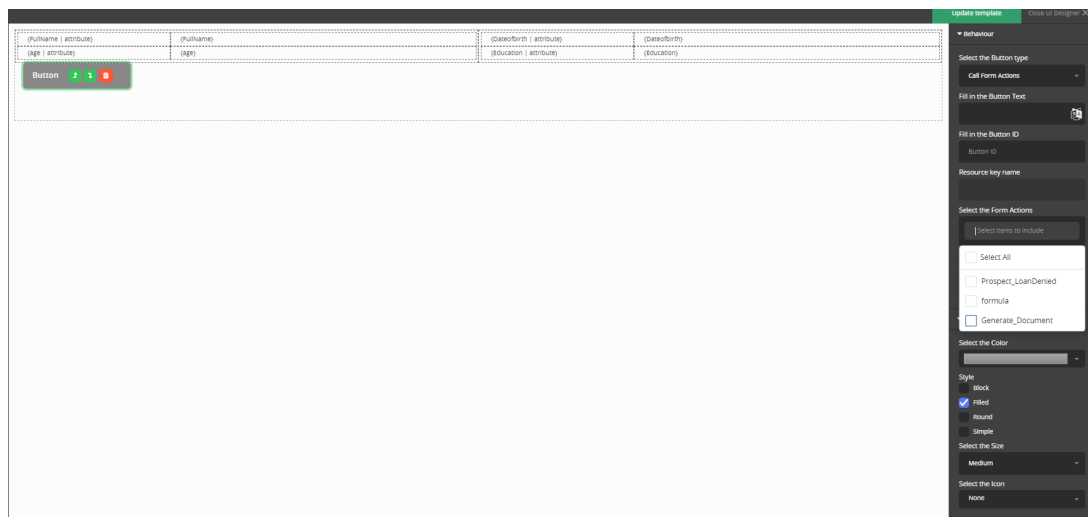 Update template
Close UI Designer X
{FullName | attribute}
{FullName}
{Dateofbirth | attribute}
{Dateofbirth}
{age | attribute}
{age}
{Education | attribute}
{Education}
Button
Behaviour
Select the Button type
Call Form Actions
Fill in the Button Text
Fill in the Button ID
Button ID
Resource key name
Select the Form Actions
Select items to include
Select All
Prospect_LoanDenied
formula
Generate_Document
Select the Color
Style
Block
Filled
Round
Simple
Select the Size
Medium
Select the Icon
None